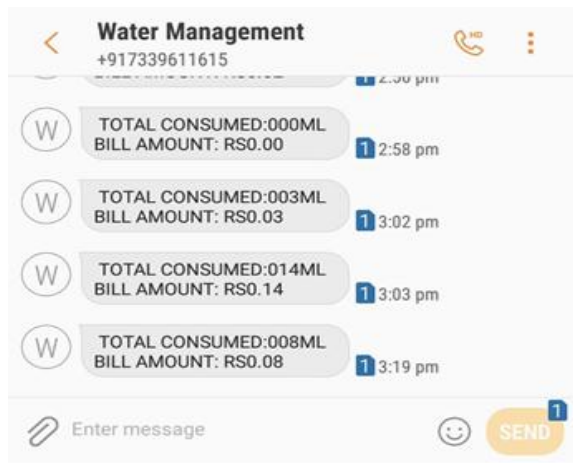 Water Management
+917339611615
1 2:58 pm
W
TOTAL CONSUMED:000ML
BILL AMOUNT: RS0.00
W
TOTAL CONSUMED:003ML
BILL AMOUNT: RS0.03
1 3:02 pm
W
TOTAL CONSUMED:014ML
BILL AMOUNT: RS0.14
1 3:03 pm
W
TOTAL CONSUMED:008ML
BILL AMOUNT: RS0.08
1 3:19 pm
Enter message
SEND
1